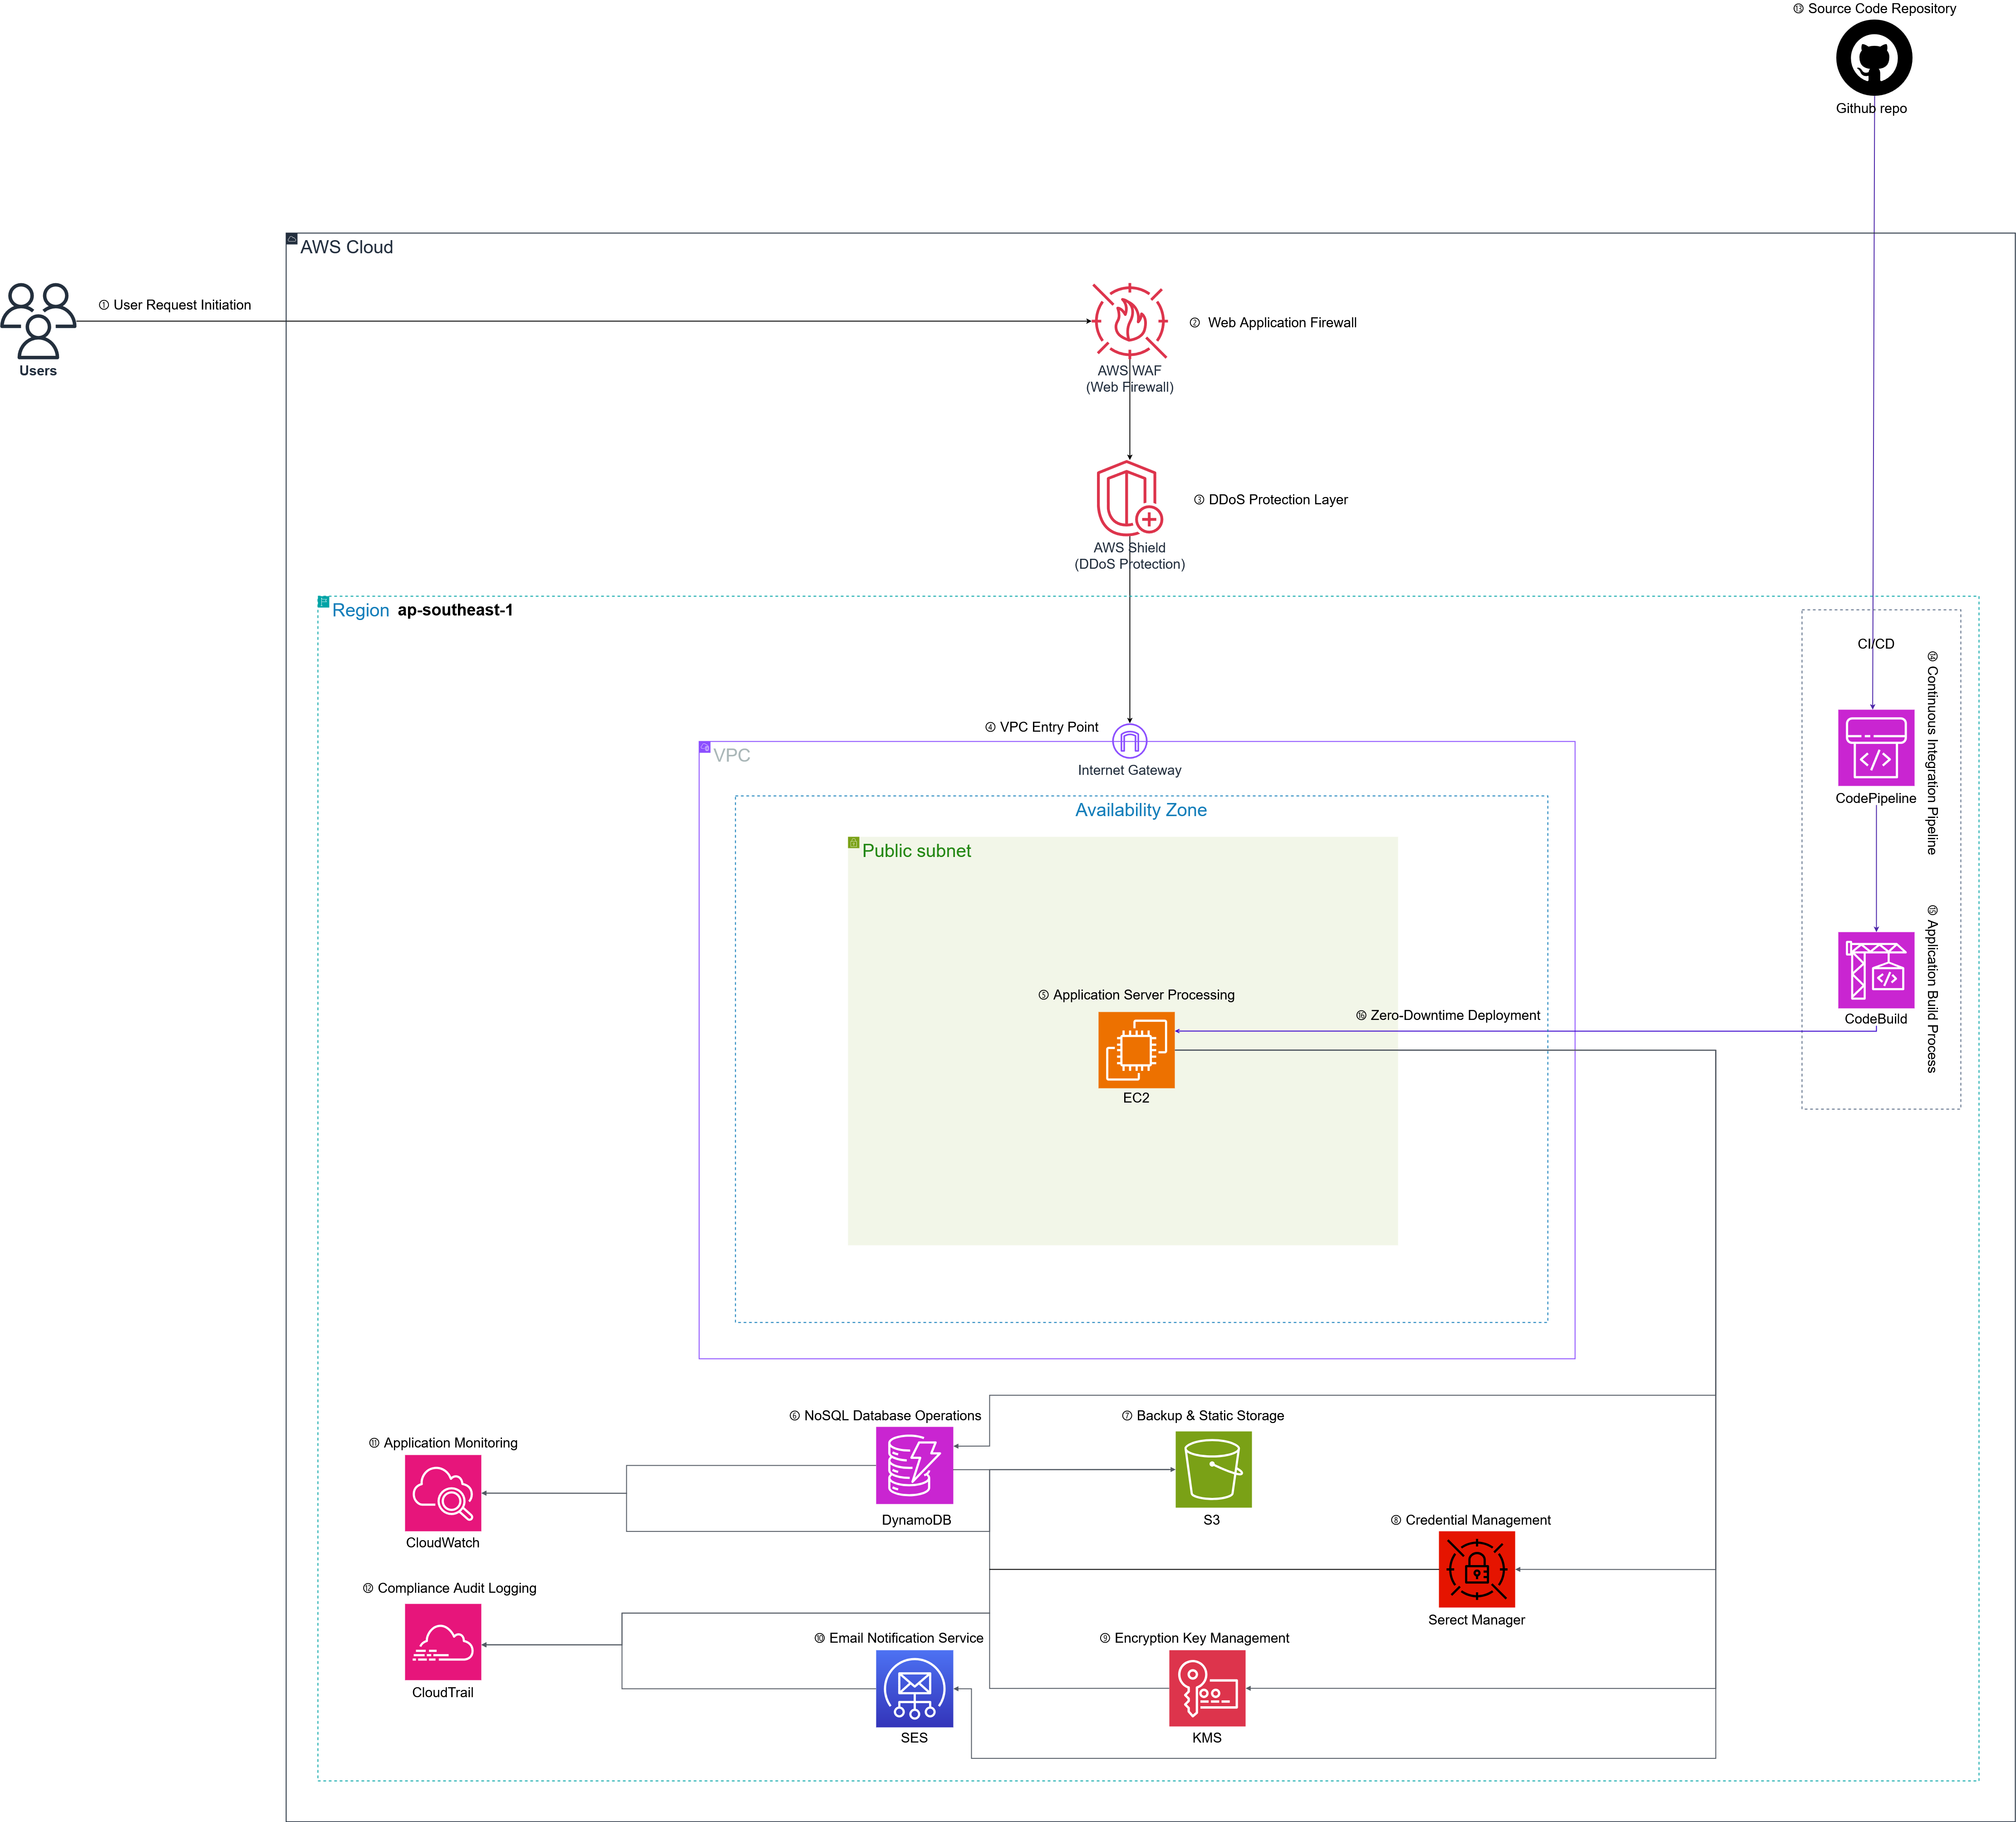 ⑬ Source Code Repository
Github repo
AWS Cloud
① User Request Initiation
Users
② Web Application Firewall
AWS WAF
(Web Firewall)
③ DDoS Protection Layer
AWS Shield
(DDoS Protection)
Region ap-southeast-1
CI/CD
⑭ Continuous Integration Pipeline
④ VPC Entry Point
VPC
Internet Gateway
CodePipeline
Availability Zone
Public subnet
⑮ Application Build Process
⑤ Application Server Processing
⑯ Zero-Downtime Deployment
CodeBuild
EC2
⑥ NoSQL Database Operations
⑦ Backup & Static Storage
⑪ Application Monitoring
DynamoDB
S3
⑧ Credential Management
CloudWatch
⑫ Compliance Audit Logging
Serect Manager
⑩ Email Notification Service
⑨ Encryption Key Management
CloudTrail
SES
KMS